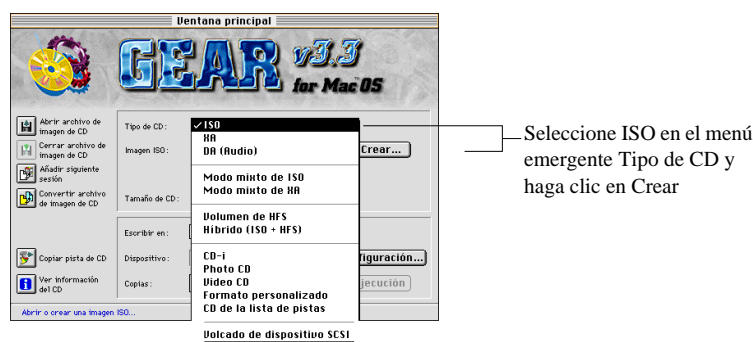 Ventana principal
GEAR v3.3
for Mac OS
Abrir archivo de
imagen de CD
Cerrar archivo de
imagen de CD
Añadir siguiente
sesión
Convertir archivo
de imagen de CD
Copiar pista de CD
Ver información
del CD
Tipo de CD:
Imagen ISO:
Tamaño de CD:
Escribir en:
Dispositivo:
Copias:
✓ISO
XA
DA (Audio)
Modo mixto de ISO
Modo mixto de XA
Volumen de HFS
Híbrido (ISO + HFS)
CD-i
Photo CD
Video CD
Formato personalizado
CD de la lista de pistas
Volcado de dispositivo SCSI
Crear...
figuración...
jecución
Abrir o crear una imagen ISO...
Seleccione ISO en el menú
emergente Tipo de CD y
haga clic en Crear